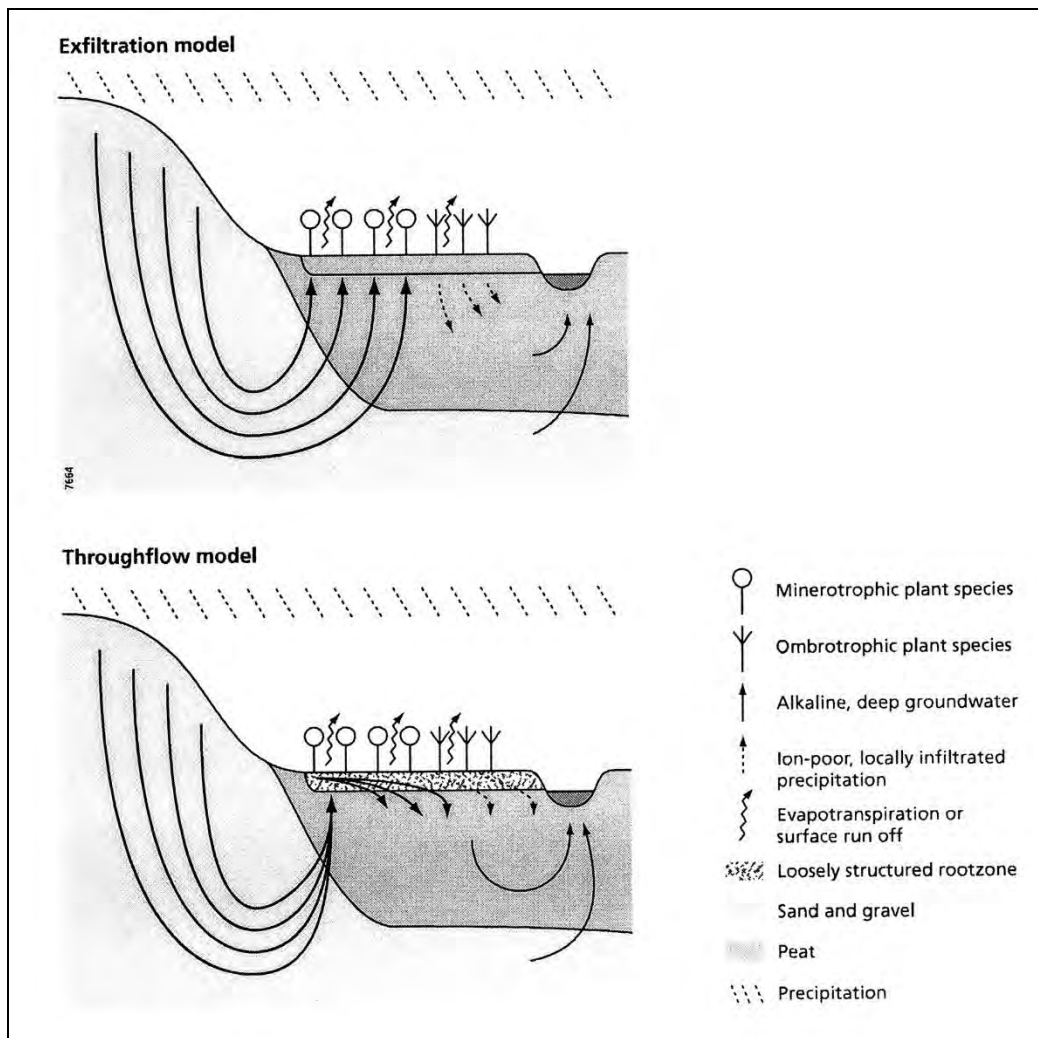 Exfiltration model
7664
Throughflow model
Minerotrophic plant species
Ombrotrophic plant species
Alkaline, deep groundwater
Ion-poor, locally infiltrated
precipitation
Evapotranspiration or
surface run off
Loosely structured rootzone
Sand and gravel
Peat
Precipitation